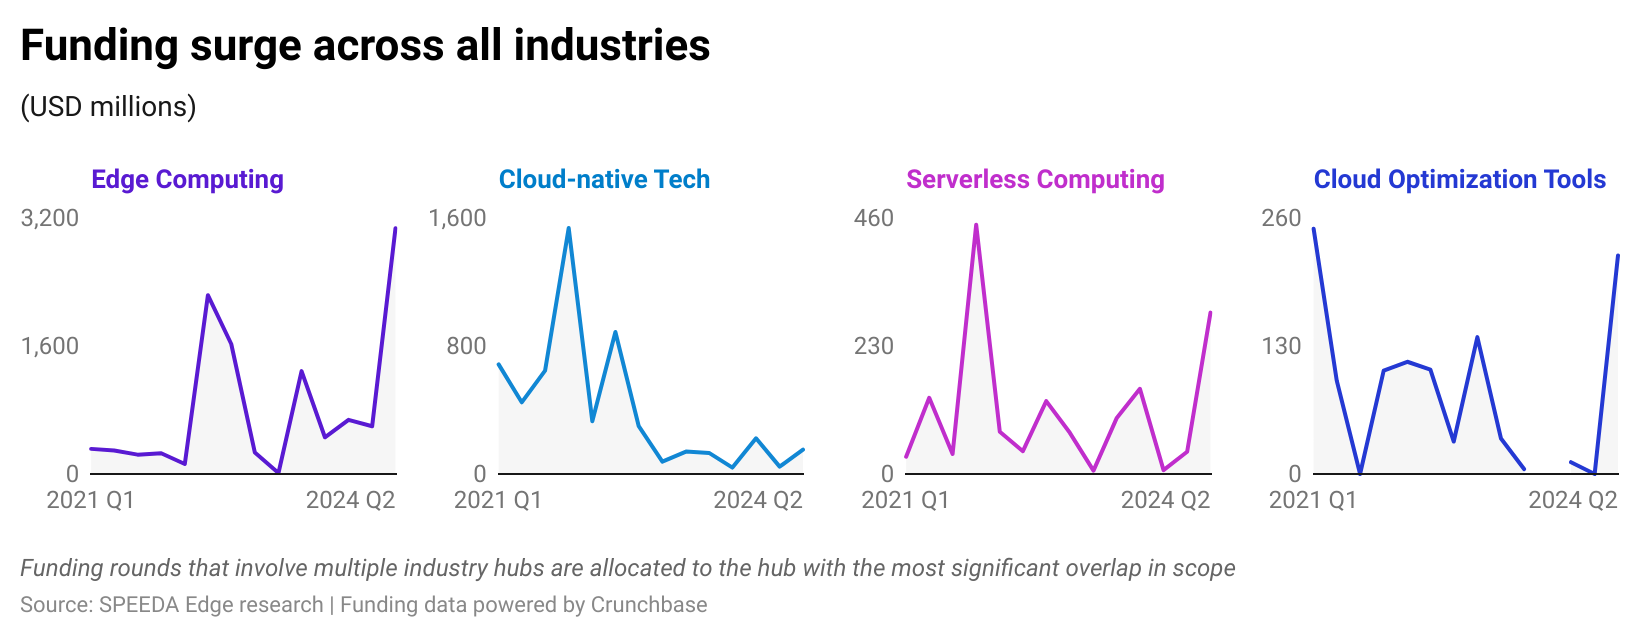 Funding surge across all industries
(USD millions)
Edge Computing
3,200
1,600
0
2021 Q1 2024 Q2
Cloud-native Tech
1,600
800
0
2021 Q1 2024 Q2
Serverless Computing
460
230
0
2021 Q1 2024 Q2
Cloud Optimization Tools
260
130
0
2021 Q1 2024 Q2
Funding rounds that involve multiple industry hubs are allocated to the hub with the most significant overlap in scope
Source: SPEEDA Edge research | Funding data powered by Crunchbase